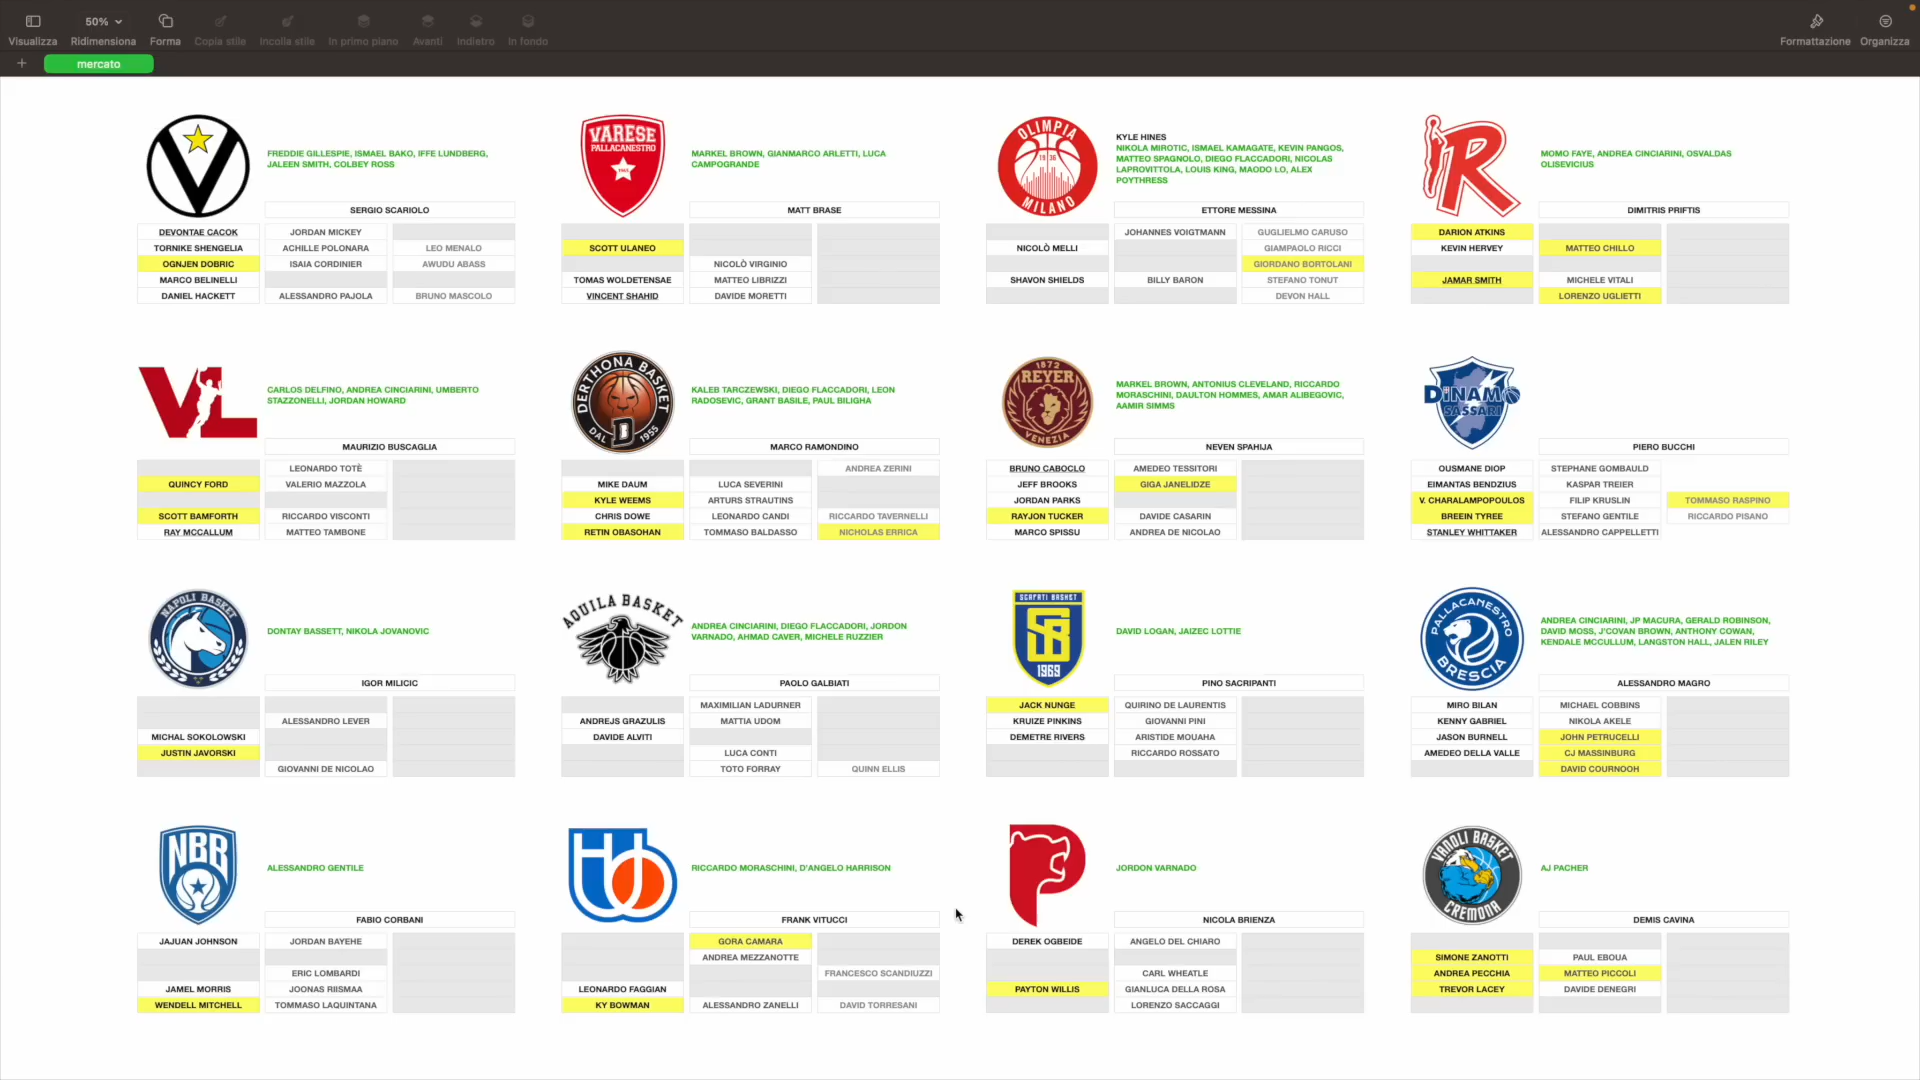 50%
Visualizza Ridimensiona Forma Copia stile Incolla stile In primo piano Avanti Indietro In fondo Formattazione Organizza
mercato
FREDDIE GILLESPIE, ISMAEL BAKO, IFFE LUNDBERG,
JALEEN SMITH, COLBEY ROSS
SERGIO SCARIOLO
DEVONTAE CACOK JORDAN MICKEY
TORNIKE SHENGELIA ACHILLE POLONARA LEO MENALO
OGNJEN DOBRIC ISAIA CORDINIER AWUDU ABASS
MARCO BELINELLI
DANIEL HACKETT ALESSANDRO PAJOLA BRUNO MASCOLO
VARESE
PALLACANESTRO
MARKEL BROWN, GIANMARCO ARLETTI, LUCA
CAMPOGRANDE
MATT BRASE
SCOTT ULANEO
NICOLÒ VIRGINIO
TOMAS WOLDETENSAE MATTEO LIBRIZZI
VINCENT SHAHID DAVIDE MORETTI
OLIMPIA
19 36
MILANO
KYLE HINES
NIKOLA MIROTIC, ISMAEL KAMAGATE, KEVIN PANGOS,
MATTEO SPAGNOLO, DIEGO FLACCADORI, NICOLAS
LAPROVITTOLA, LOUIS KING, MAODO LO, ALEX
POYTHRESS
ETTORE MESSINA
JOHANNES VOIGTMANN GUGLIELMO CARUSO
NICOLÒ MELLI GIAMPAOLO RICCI
GIORDANO BORTOLANI
SHAVON SHIELDS BILLY BARON STEFANO TONUT
DEVON HALL
R
MOMO FAYE, ANDREA CINCIARINI, OSVALDAS
OLISEVICIUS
DIMITRIS PRIFTIS
DARION ATKINS
KEVIN HERVEY MATTEO CHILLO
JAMAR SMITH MICHELE VITALI
LORENZO UGLIETTI
VL
CARLOS DELFINO, ANDREA CINCIARINI, UMBERTO
STAZZONELLI, JORDAN HOWARD
MAURIZIO BUSCAGLIA
LEONARDO TOTÈ
QUINCY FORD VALERIO MAZZOLA
SCOTT BAMFORTH RICCARDO VISCONTI
RAY MCCALLUM MATTEO TAMBONE
DERTHONA BASKET
D
DAL 1955
KALEB TARCZEWSKI, DIEGO FLACCADORI, LEON
RADOSEVIC, GRANT BASILE, PAUL BILIGHA
MARCO RAMONDINO
ANDREA ZERINI
MIKE DAUM LUCA SEVERINI
KYLE WEEMS ARTURS STRAUTINS
CHRIS DOWE LEONARDO CANDI RICCARDO TAVERNELLI
RETIN OBASOHAN TOMMASO BALDASSO NICHOLAS ERRICA
1872
REYER
VENEZIA
MARKEL BROWN, ANTONIUS CLEVELAND, RICCARDO
MORASCHINI, DAULTON HOMMES, AMAR ALIBEGOVIC,
AAMIR SIMMS
NEVEN SPAHIJA
BRUNO CABOCLO AMEDEO TESSITORI
JEFF BROOKS GIGA JANELIDZE
JORDAN PARKS
RAYJON TUCKER DAVIDE CASARIN
MARCO SPISSU ANDREA DE NICOLAO
DINAMO
SASSARI
PIERO BUCCHI
OUSMANE DIOP STEPHANE GOMBAULD
EIMANTAS BENDZIUS KASPAR TREIER
V. CHARALAMPOPOULOS FILIP KRUSLIN TOMMASO RASPINO
BREEIN TYREE STEFANO GENTILE RICCARDO PISANO
STANLEY WHITTAKER ALESSANDRO CAPPELLETTI
NAPOLI BASKET
DONTAY BASSETT, NIKOLA JOVANOVIC
IGOR MILICIC
ALESSANDRO LEVER
MICHAL SOKOLOWSKI
JUSTIN JAVORSKI
GIOVANNI DE NICOLAO
AQUILA BASKET
ANDREA CINCIARINI, DIEGO FLACCADORI, JORDON
VARNADO, AHMAD CAVER, MICHELE RUZZIER
PAOLO GALBIATI
MAXIMILIAN LADURNER
ANDREJS GRAZULIS MATTIA UDOM
DAVIDE ALVITI
LUCA CONTI
TOTO FORRAY QUINN ELLIS
SCAFATI BASKET
SB
1969
DAVID LOGAN, JAIZEC LOTTIE
PINO SACRIPANTI
JACK NUNGE QUIRINO DE LAURENTIS
KRUIZE PINKINS GIOVANNI PINI
DEMETRE RIVERS ARISTIDE MOUAHA
RICCARDO ROSSATO
PALLACANESTRO
BRESCIA
ANDREA CINCIARINI, JP MACURA, GERALD ROBINSON,
DAVID MOSS, J'COVAN BROWN, ANTHONY COWAN,
KENDALE MCCULLUM, LANGSTON HALL, JALEN RILEY
ALESSANDRO MAGRO
MIRO BILAN MICHAEL COBBINS
KENNY GABRIEL NIKOLA AKELE
JASON BURNELL JOHN PETRUCELLI
AMEDEO DELLA VALLE CJ MASSINBURG
DAVID COURNOOH
NBB
ALESSANDRO GENTILE
FABIO CORBANI
JAJUAN JOHNSON JORDAN BAYEHE
ERIC LOMBARDI
JAMEL MORRIS JOONAS RIISMAA
WENDELL MITCHELL TOMMASO LAQUINTANA
RICCARDO MORASCHINI, D'ANGELO HARRISON
FRANK VITUCCI
GORA CAMARA
ANDREA MEZZANOTTE
FRANCESCO SCANDIUZZI
LEONARDO FAGGIAN
KY BOWMAN ALESSANDRO ZANELLI DAVID TORRESANI
JORDON VARNADO
NICOLA BRIENZA
DEREK OGBEIDE ANGELO DEL CHIARO
CARL WHEATLE
PAYTON WILLIS GIANLUCA DELLA ROSA
LORENZO SACCAGGI
VANOLI BASKET
CREMONA
AJ PACHER
DEMIS CAVINA
SIMONE ZANOTTI PAUL EBOUA
ANDREA PECCHIA MATTEO PICCOLI
TREVOR LACEY DAVIDE DENEGRI